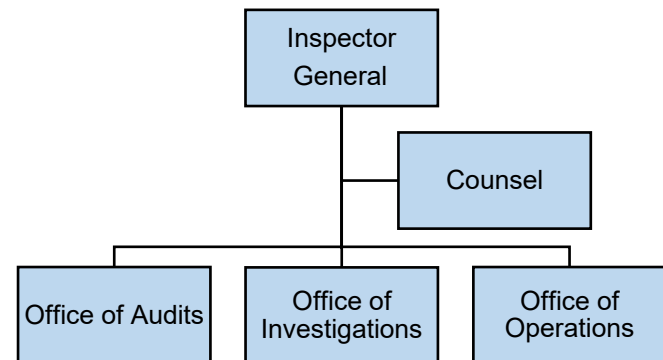 Inspector
General
Counsel
Office of Audits
Office of
Investigations
Office of
Operations